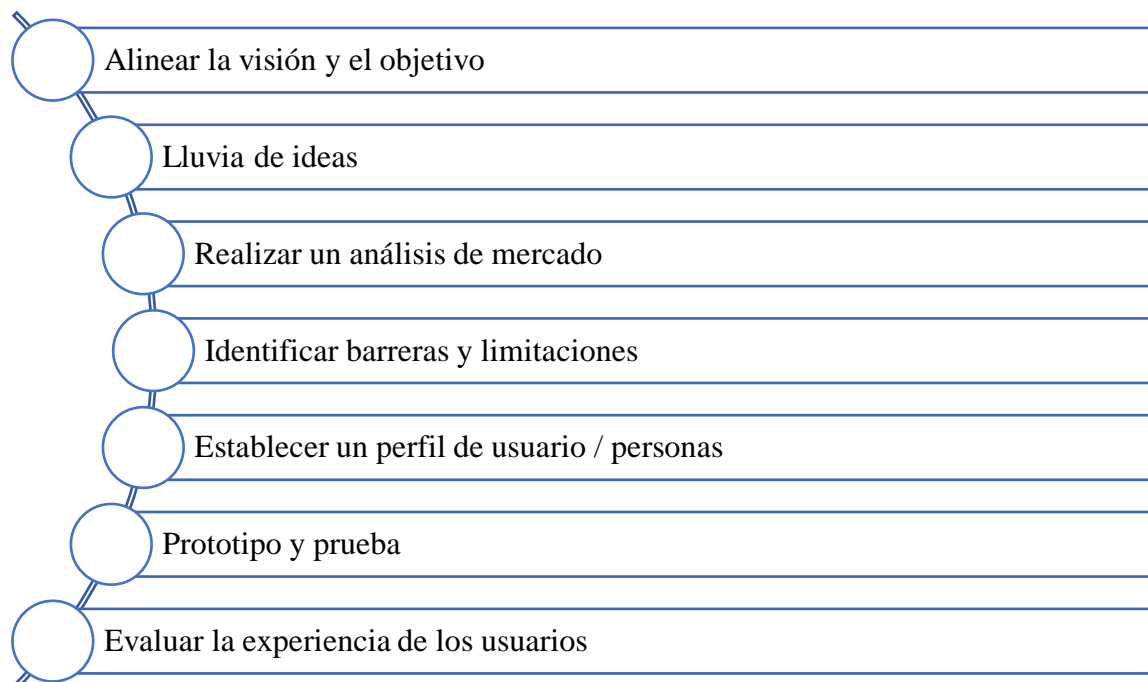 Alinear la visión y el objetivo
Lluvia de ideas
Realizar un análisis de mercado
Identificar barreras y limitaciones
Establecer un perfil de usuario / personas
Prototipo y prueba
Evaluar la experiencia de los usuarios